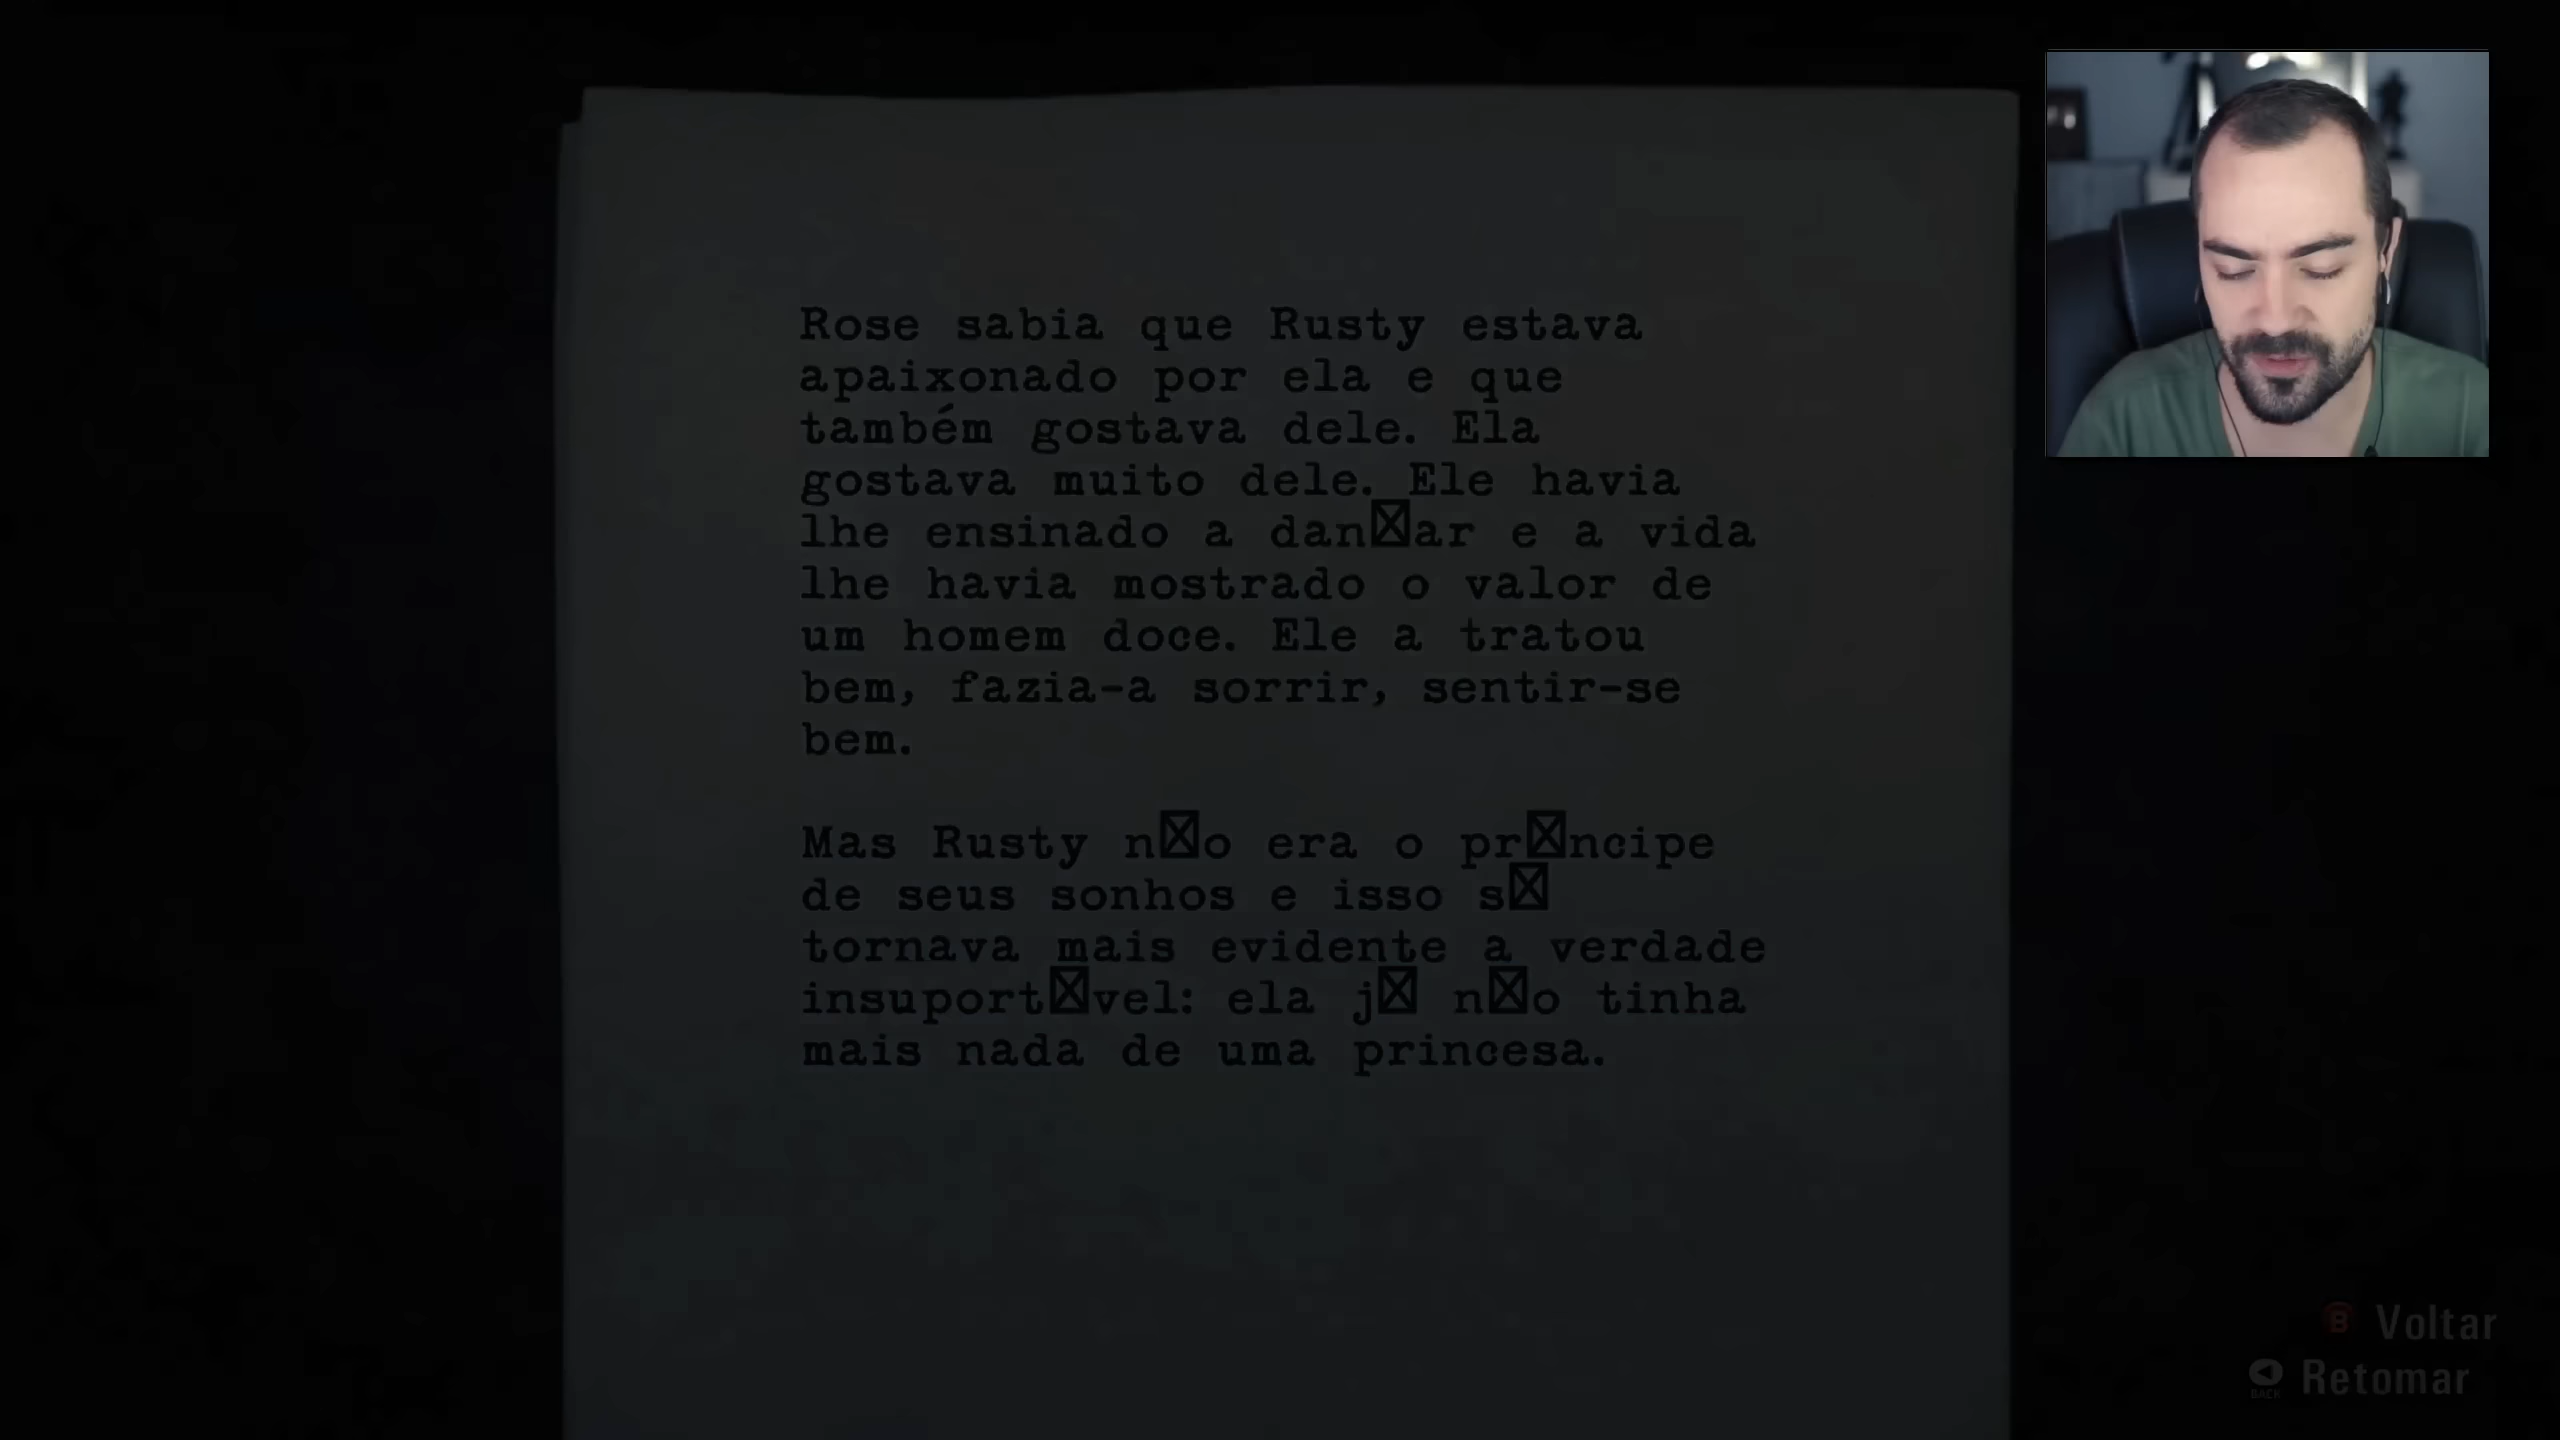 Rose sabia que Rusty estava
apaixonado por ela e que
também gostava dele. Ela
gostava muito dele. Ele havia
lhe ensinado a dan☒ar e a vida
lhe havia mostrado o valor de
um homem doce. Ele a tratou
bem, fazia-a sorrir, sentir-se
bem.
Mas Rusty n☒o era o pr☒ncipe
de seus sonhos e isso s☒
tornava mais evidente a verdade
insuport☒vel: ela j☒ n☒o tinha
mais nada de uma princesa.
B Voltar
BACK Retomar